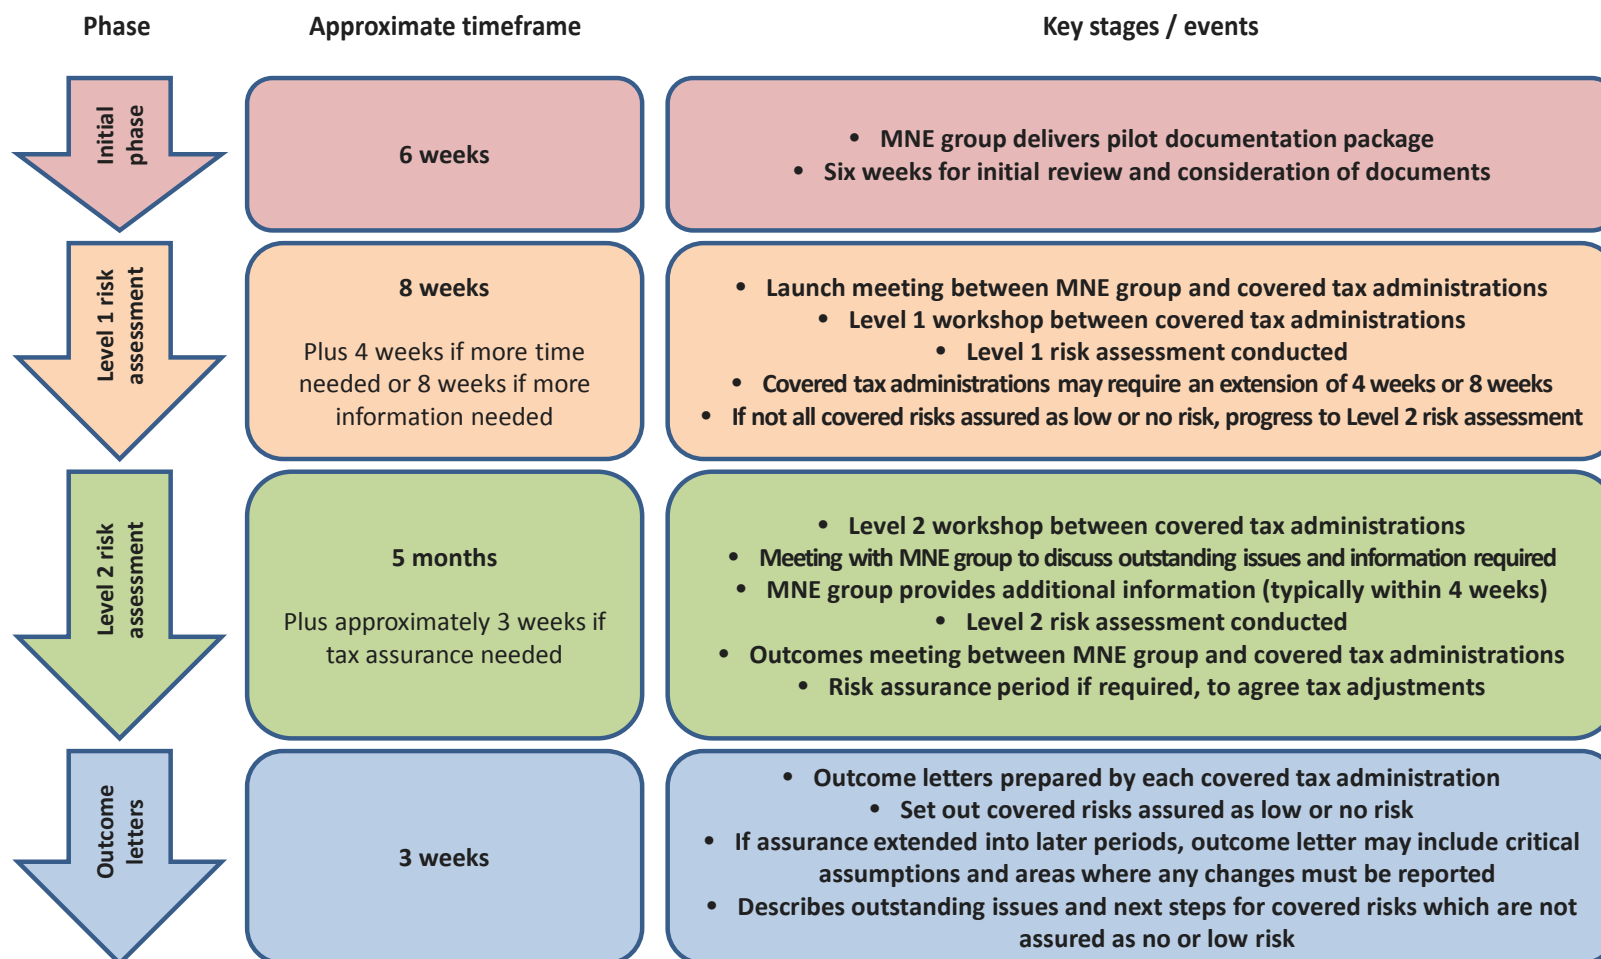 Phase
Approximate timeframe
Key stages / events
Initial
phase
6 weeks
• MNE group delivers pilot documentation package
• Six weeks for initial review and consideration of documents
Level 1 risk
assessment
8 weeks
Plus 4 weeks if more time
needed or 8 weeks if more
information needed
• Launch meeting between MNE group and covered tax administrations
• Level 1 workshop between covered tax administrations
• Level 1 risk assessment conducted
• Covered tax administrations may require an extension of 4 weeks or 8 weeks
• If not all covered risks assured as low or no risk, progress to Level 2 risk assessment
Level 2 risk
assessment
5 months
Plus approximately 3 weeks if
tax assurance needed
• Level 2 workshop between covered tax administrations
• Meeting with MNE group to discuss outstanding issues and information required
• MNE group provides additional information (typically within 4 weeks)
• Level 2 risk assessment conducted
• Outcomes meeting between MNE group and covered tax administrations
• Risk assurance period if required, to agree tax adjustments
Outcome
letters
3 weeks
• Outcome letters prepared by each covered tax administration
• Set out covered risks assured as low or no risk
• If assurance extended into later periods, outcome letter may include critical
assumptions and areas where any changes must be reported
• Describes outstanding issues and next steps for covered risks which are not
assured as no or low risk